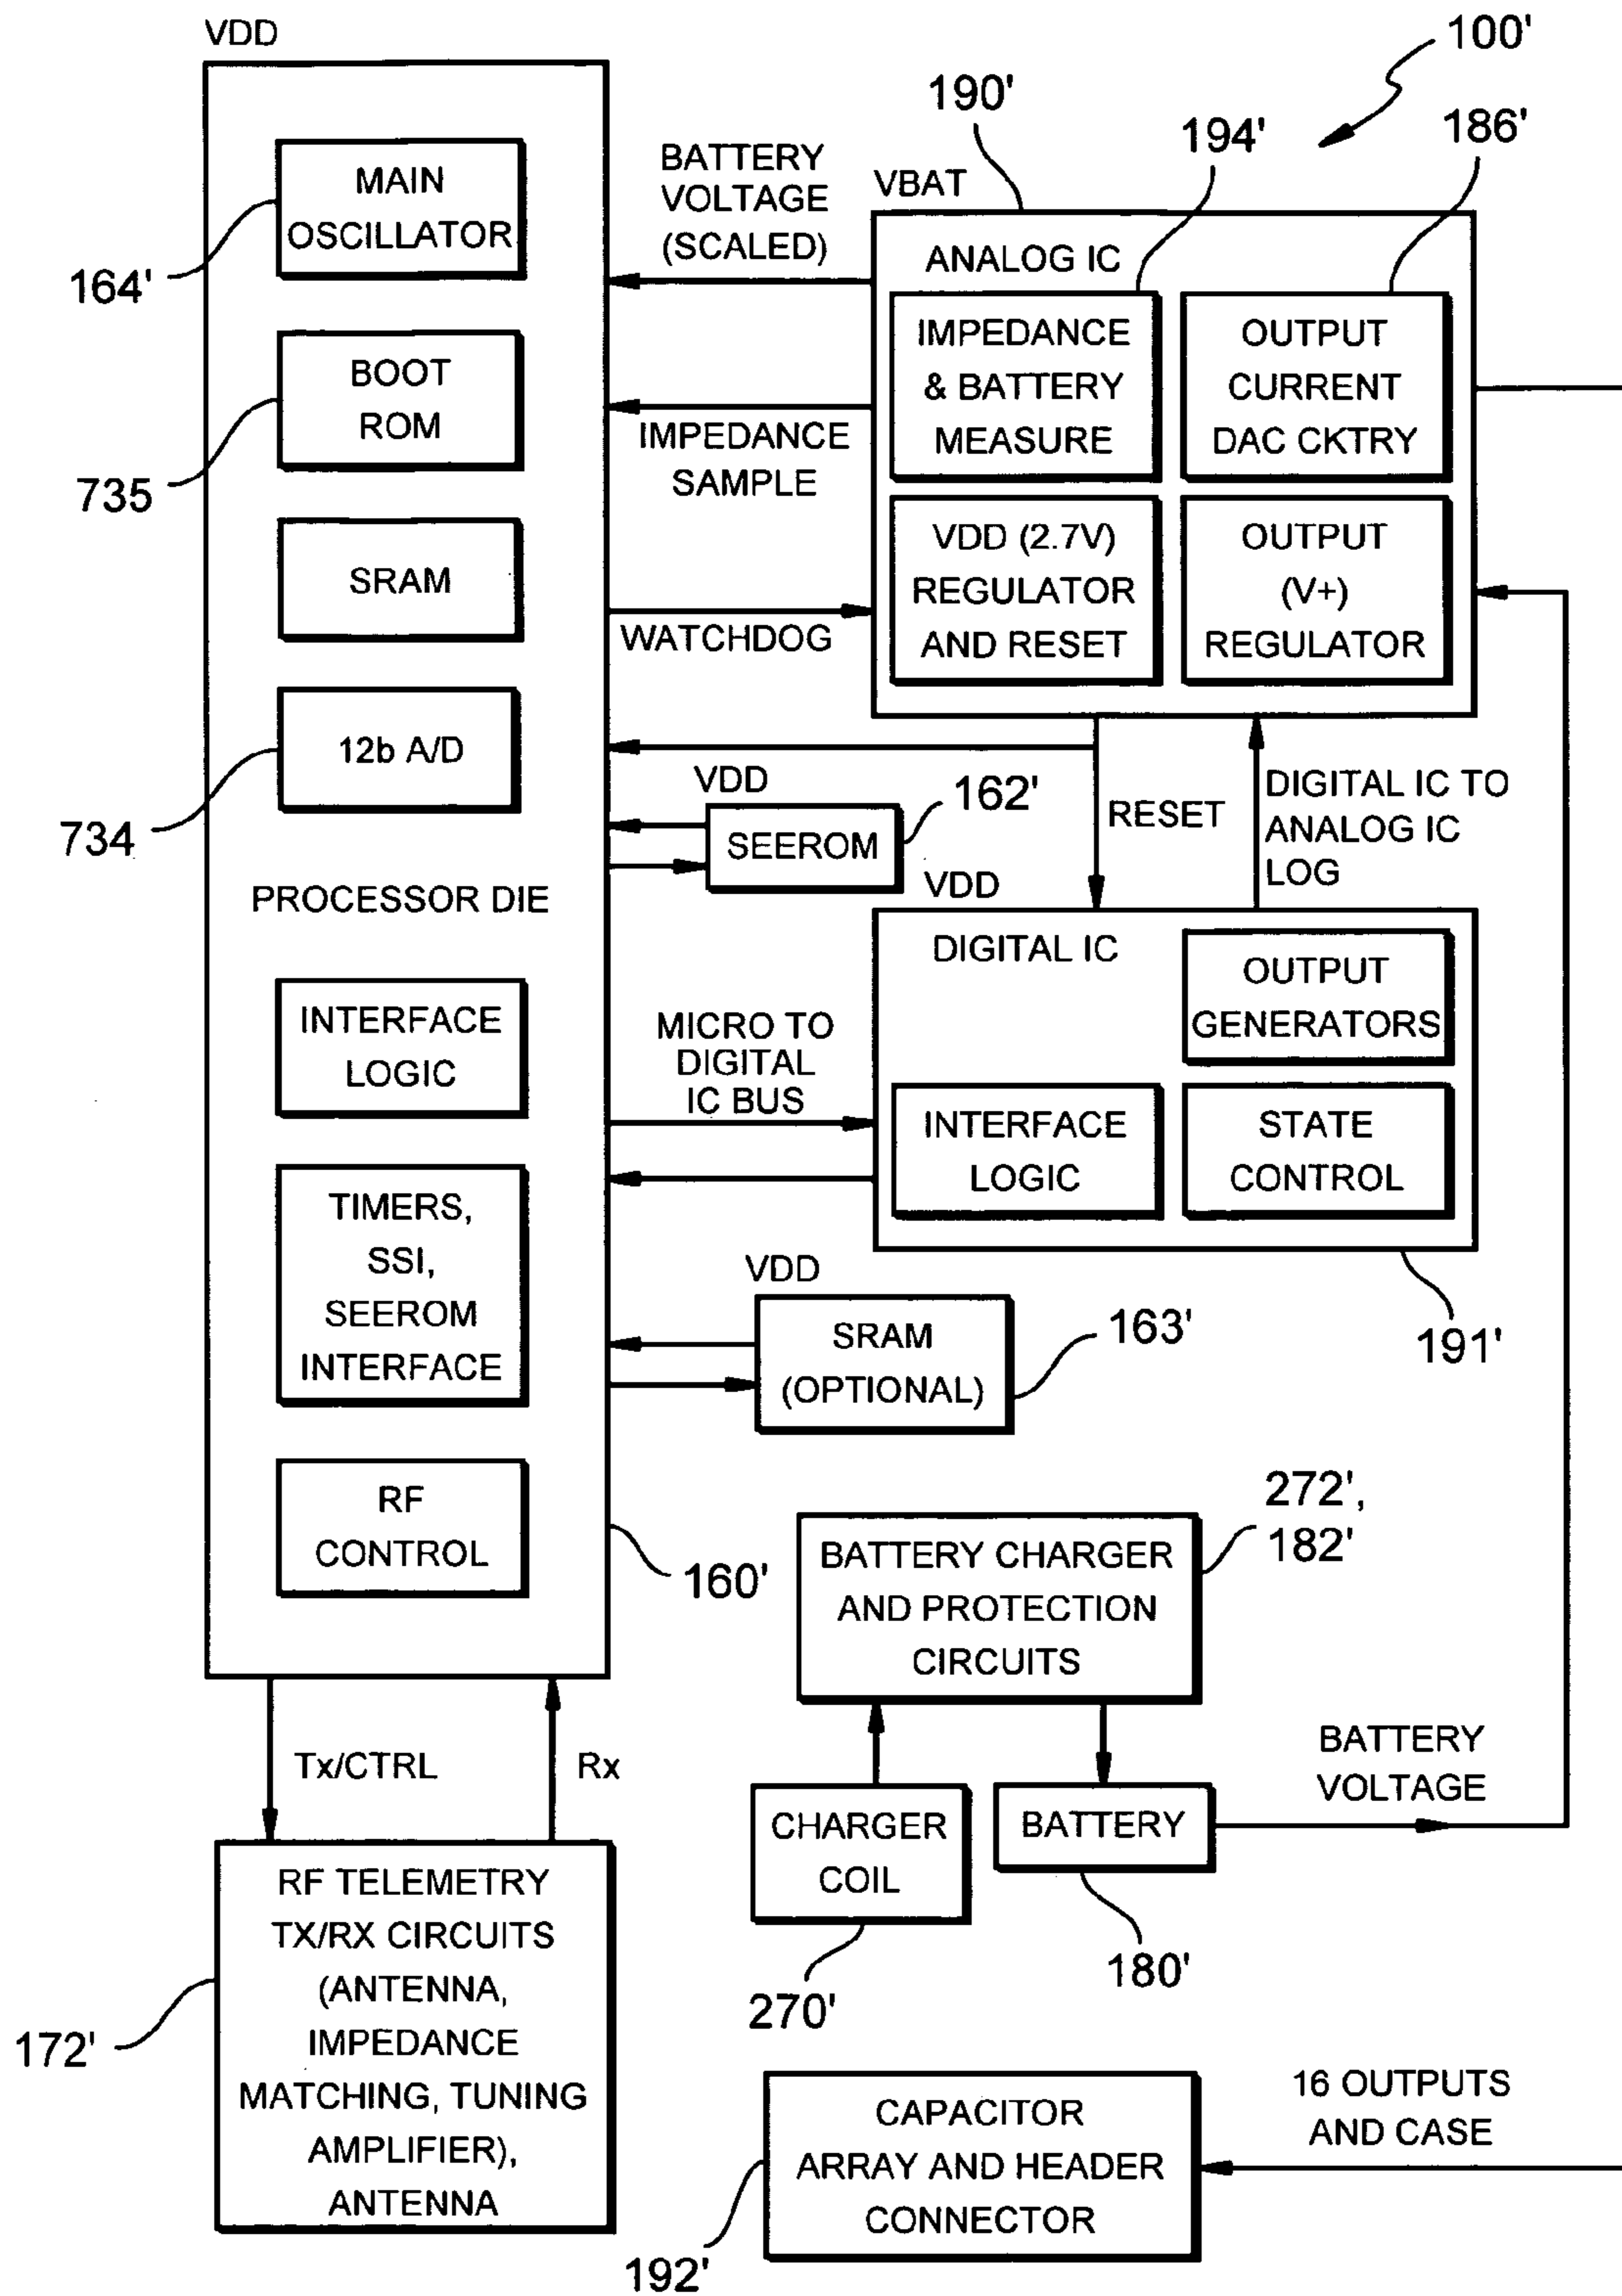 VDD
100'
190'
194'
186'
MAIN
OSCILLATOR
164'
BOOT
ROM
735
SRAM
12b A/D
734
PROCESSOR DIE
INTERFACE
LOGIC
TIMERS,
SSI,
SEEROM
INTERFACE
RF
CONTROL
160'
BATTERY
VOLTAGE
(SCALED)
IMPEDANCE
SAMPLE
WATCHDOG
VBAT
ANALOG IC
IMPEDANCE
& BATTERY
MEASURE
OUTPUT
CURRENT
DAC CKTRY
VDD (2.7V)
REGULATOR
AND RESET
OUTPUT
(V+)
REGULATOR
VDD
SEEROM
162'
RESET
DIGITAL IC TO
ANALOG IC
LOG
VDD
DIGITAL IC
OUTPUT
GENERATORS
INTERFACE
LOGIC
STATE
CONTROL
191'
MICRO TO
DIGITAL
IC BUS
VDD
SRAM
(OPTIONAL)
163'
272',
182'
BATTERY CHARGER
AND PROTECTION
CIRCUITS
CHARGER
COIL
270'
BATTERY
180'
BATTERY
VOLTAGE
Tx/CTRL
Rx
RF TELEMETRY
TX/RX CIRCUITS
(ANTENNA,
IMPEDANCE
MATCHING, TUNING
AMPLIFIER),
ANTENNA
172'
CAPACITOR
ARRAY AND HEADER
CONNECTOR
192'
16 OUTPUTS
AND CASE